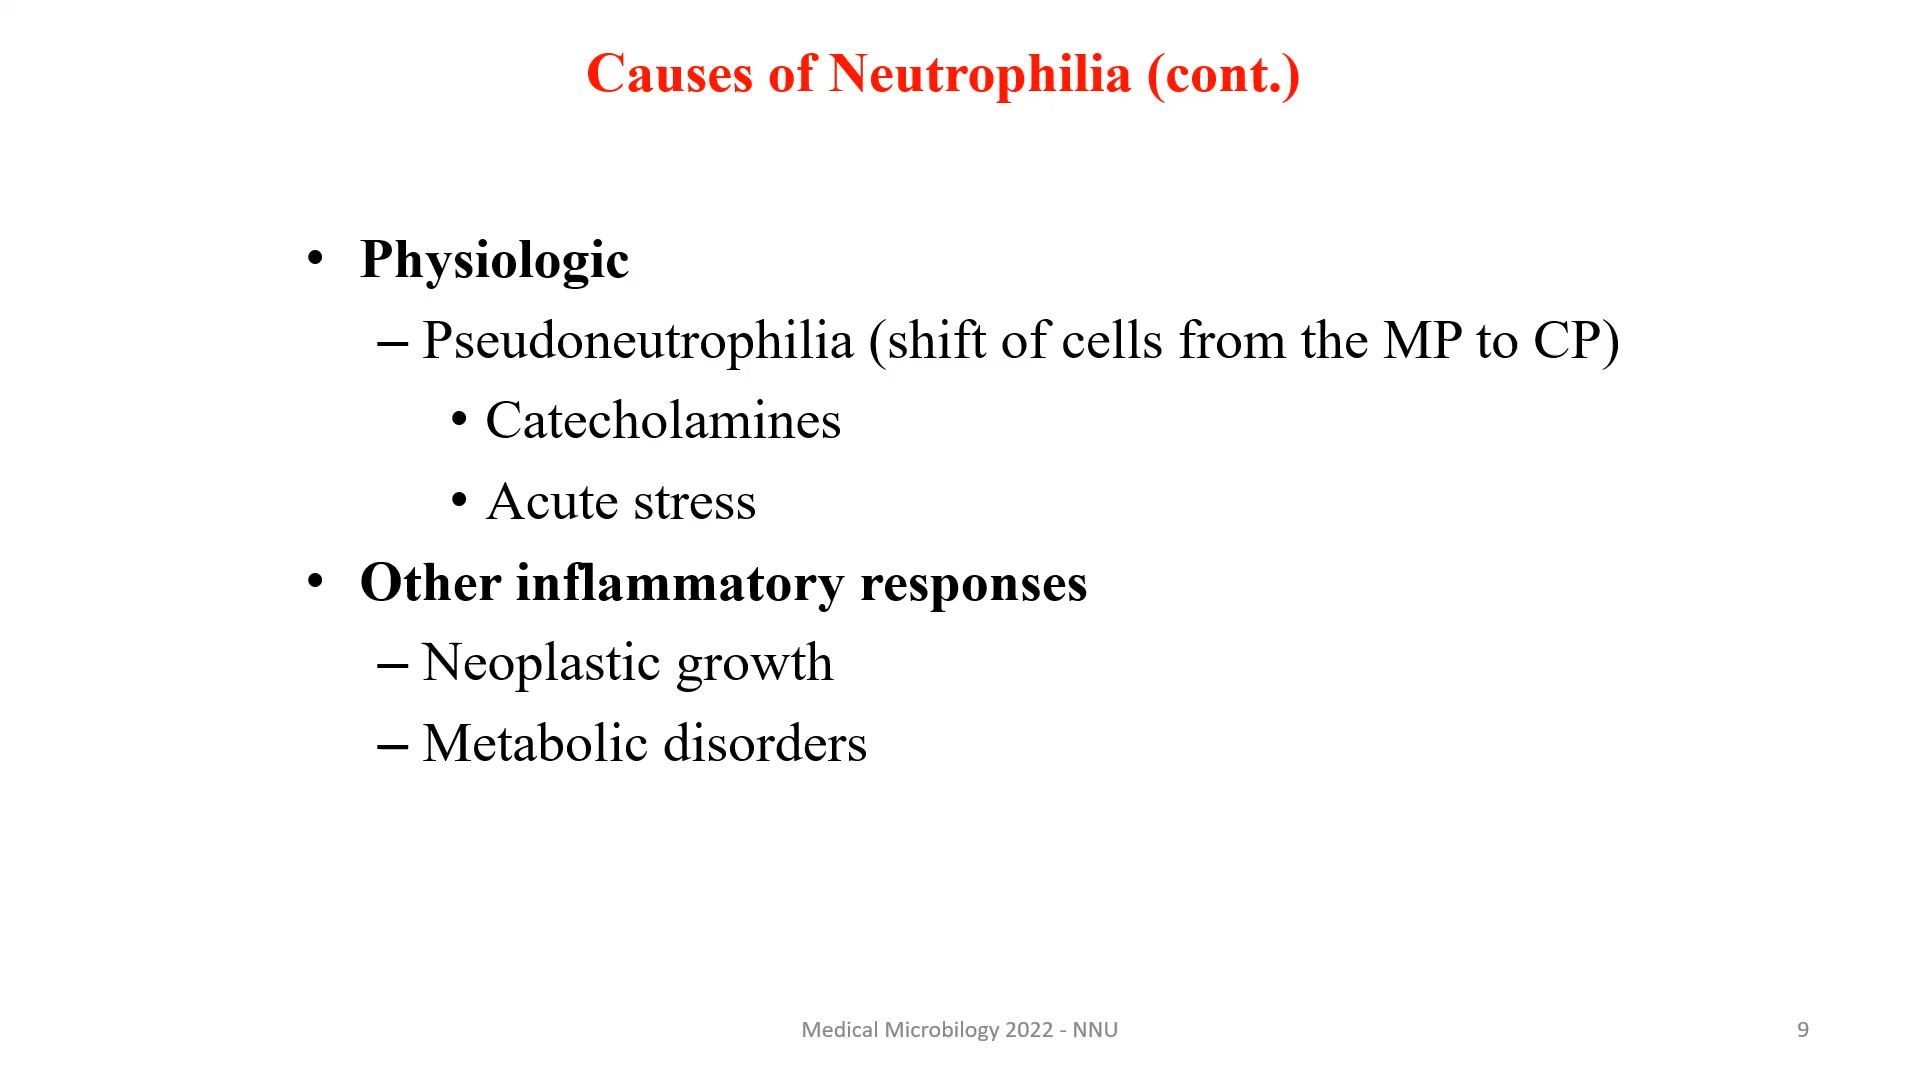 Causes of Neutrophilia (cont.)
• Physiologic
– Pseudoneutrophilia (shift of cells from the MP to CP)
• Catecholamines
• Acute stress
• Other inflammatory responses
– Neoplastic growth
– Metabolic disorders
Medical Microbilogy 2022 - NNU
9